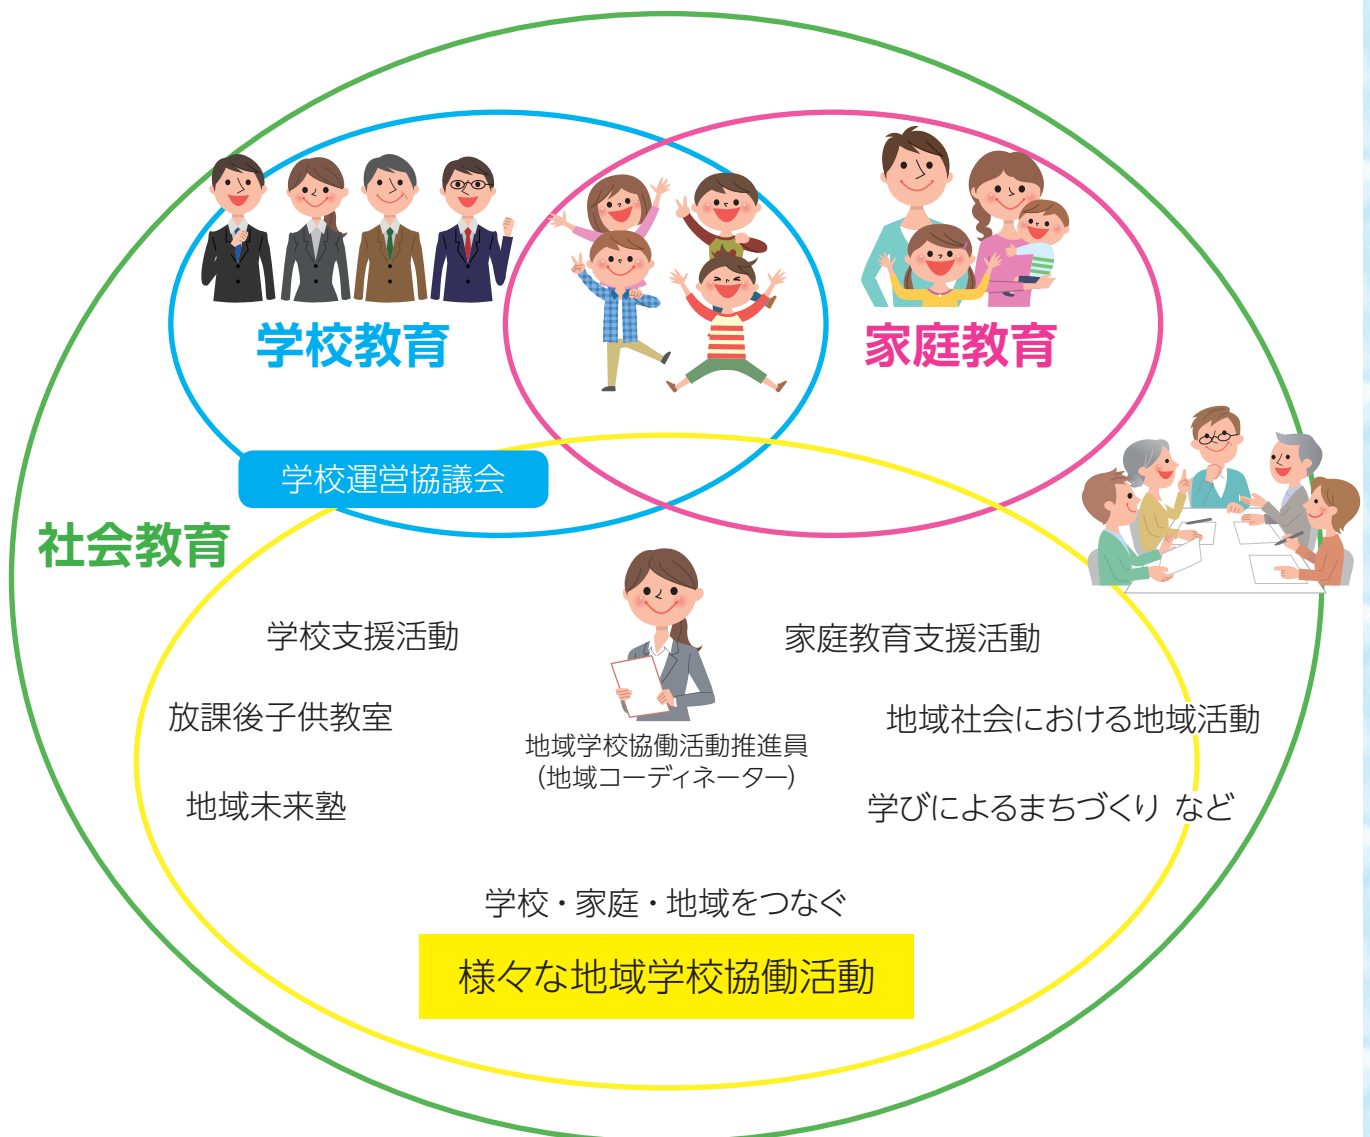 学校教育
家庭教育
学校運営協議会
社会教育
学校支援活動
家庭教育支援活動
放課後子供教室
地域社会における地域活動
地域学校協働活動推進員
(地域コーディネーター)
地域未来塾
学びによるまちづくり など
学校・家庭・地域をつなぐ
様々な地域学校協働活動